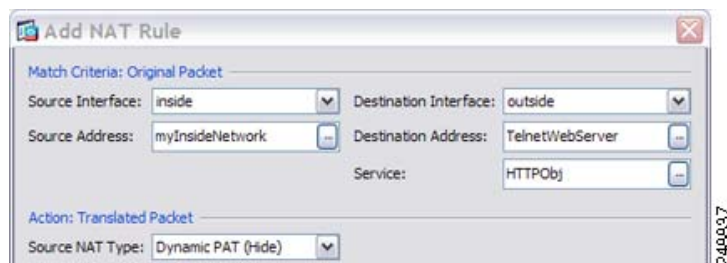 Add NAT Rule
Match Criteria: Original Packet
Source Interface: inside Destination Interface: outside
Source Address: myInsideNetwork ... Destination Address: TelnetWebServer ...
Service: HTTPObj ...
Action: Translated Packet
Source NAT Type: Dynamic PAT (Hide)
248837